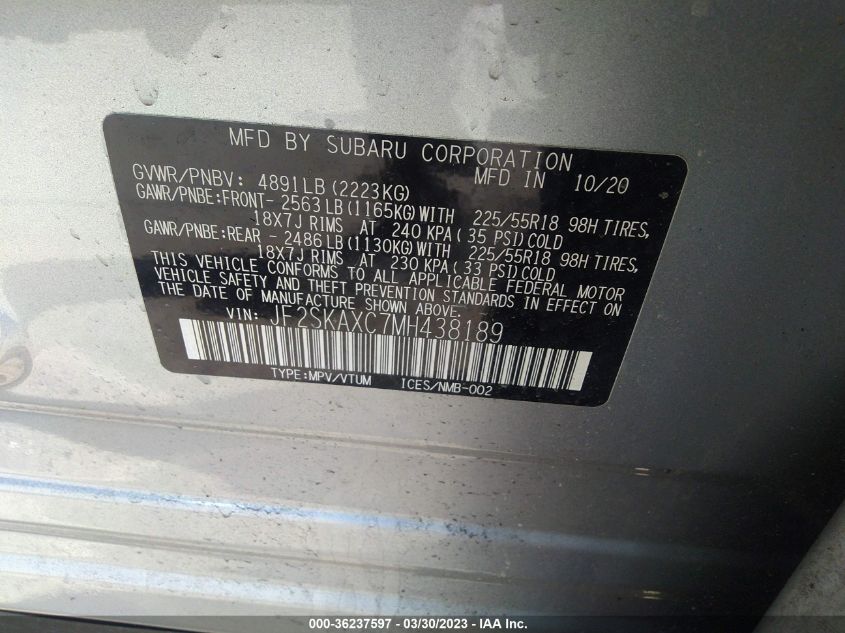 MFD BY SUBARU CORPORATION
MFD IN 10/20
GVWR/PNBV: 4891LB(2223KG)
GAWR/PNBE:FRONT- 2563LB(1165KG)WITH 225/55R18 98H TIRES,
18X7J RIMS AT 240 KPA(35 PSI)COLD
GAWR/PNBE:REAR - 2486LB(1130KG)WITH 225/55R18 98H TIRES,
18X7J RIMS AT 230 KPA(33 PSI)COLD
THIS VEHICLE CONFORMS TO ALL APPLICABLE FEDERAL MOTOR
VEHICLE SAFETY AND THEFT PREVENTION STANDARDS IN EFFECT ON
THE DATE OF MANUFACTURE SHOWN ABOVE.
VIN: JF2SKAXC7MH438189
TYPE:MPV/VTUM ICES/NMB-002
000-36237597 - 03/30/2023 - IAA Inc.